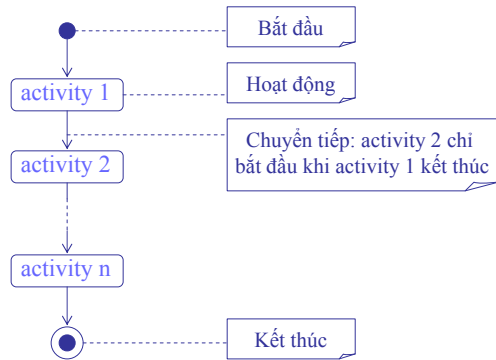 Bắt đầu
activity 1
Hoạt động
Chuyển tiếp: activity 2 chỉ
bắt đầu khi activity 1 kết thúc
activity 2
activity n
Kết thúc